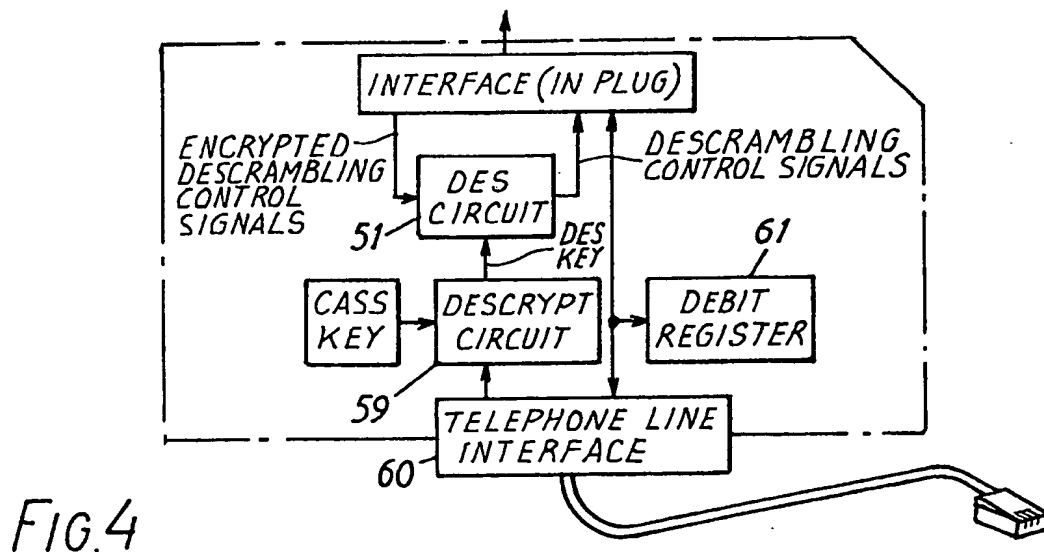 INTERFACE (IN PLUG)
ENCRYPTED
DESCRAMBLING
CONTROL
SIGNALS
DESCRAMBLING
CONTROL SIGNALS
DES
CIRCUIT
51
DES
KEY
61
CASS
KEY
DESCRYPT
CIRCUIT
DEBIT
REGISTER
59
TELEPHONE LINE
INTERFACE
60
FIG.4